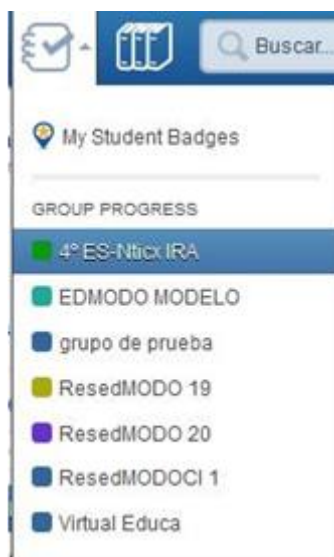 Buscar...
My Student Badges
GROUP PROGRESS
4º ES-Nticx IRA
EDMODO MODELO
grupo de prueba
ResedMODO 19
ResedMODO 20
ResedMODOCI 1
Virtual Educa